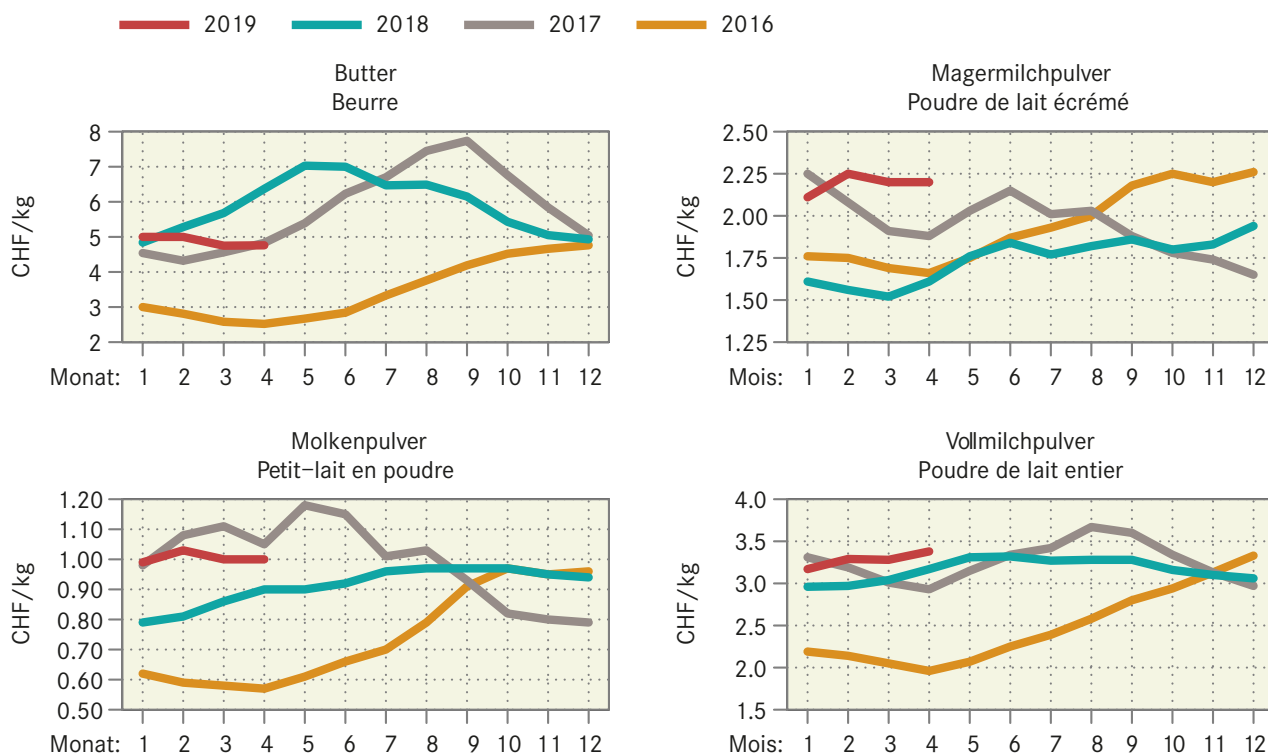 2019 2018 2017 2016
Butter
Beurre
CHF/kg
8
7
6
5
4
3
2
Monat: 1 2 3 4 5 6 7 8 9 10 11 12
Magermilchpulver
Poudre de lait écrémé
CHF/kg
2.50
2.25
2.00
1.75
1.50
1.25
Mois: 1 2 3 4 5 6 7 8 9 10 11 12
Molkenpulver
Petit-lait en poudre
CHF/kg
1.20
1.10
1.00
0.90
0.80
0.70
0.60
0.50
Monat: 1 2 3 4 5 6 7 8 9 10 11 12
Vollmilchpulver
Poudre de lait entier
CHF/kg
4.0
3.5
3.0
2.5
2.0
1.5
Mois: 1 2 3 4 5 6 7 8 9 10 11 12